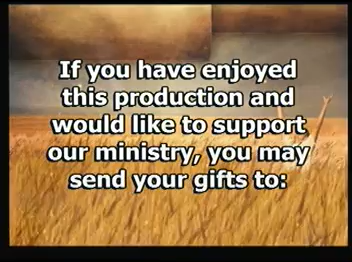 If you have enjoyed
this production and
would like to support
our ministry, you may
send your gifts to: